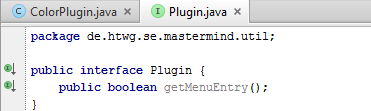 ColorPlugin.java Plugin.java
package de.htwg.se.mastermind.util;
public interface Plugin {
public boolean getMenuEntry();
}